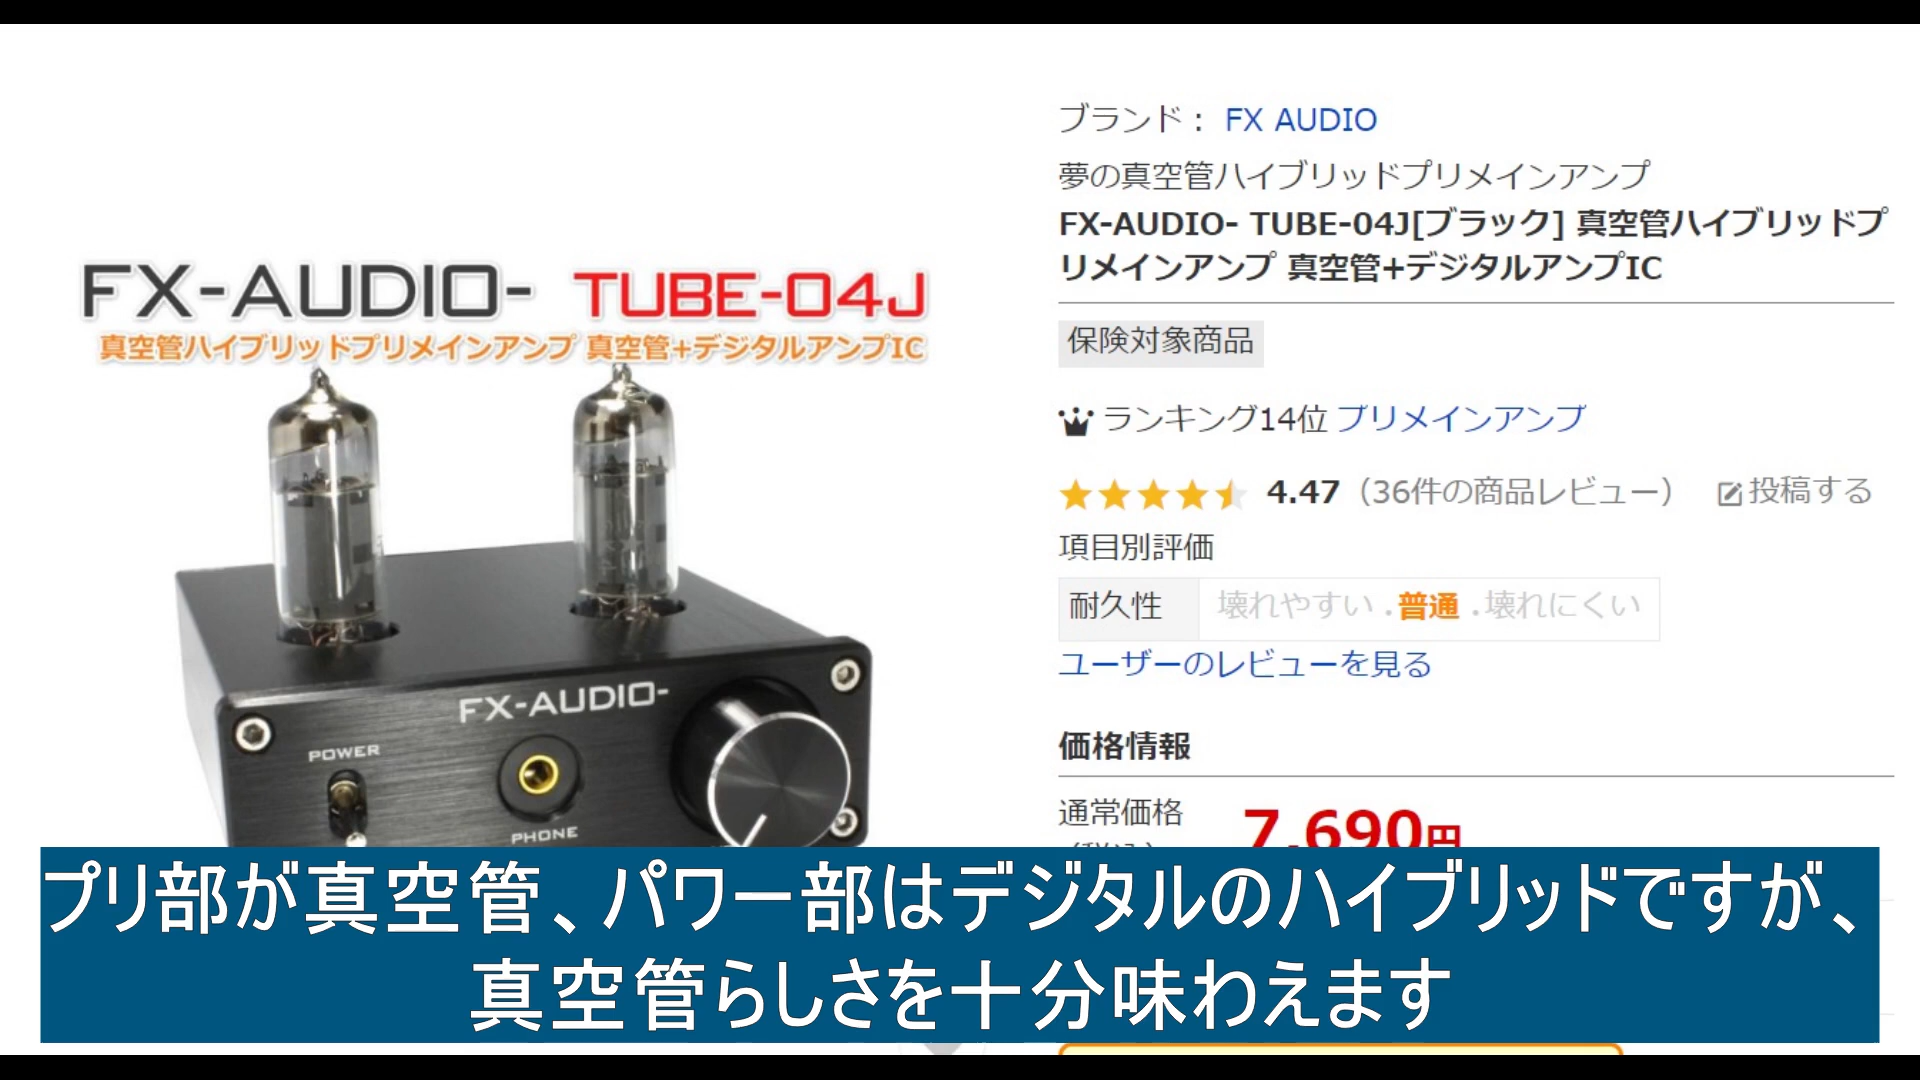 ブランド： FX AUDIO
夢の真空管ハイブリッドプリメインアンプ
FX-AUDIO- TUBE-04J[ブラック] 真空管ハイブリッドプ
リメインアンプ 真空管+デジタルアンプIC
保険対象商品
ランキング14位 プリメインアンプ
4.47（36件の商品レビュー） 投稿する
項目別評価
耐久性 壊れやすい . 普通 . 壊れにくい
ユーザーのレビューを見る
価格情報
通常価格 7,690円
FX-AUDIO- TUBE-04J
真空管ハイブリッドプリメインアンプ 真空管+デジタルアンプIC
FX-AUDIO-
POWER
PHONE
プリ部が真空管、パワー部はデジタルのハイブリッドですが、
真空管らしさを十分味わえます